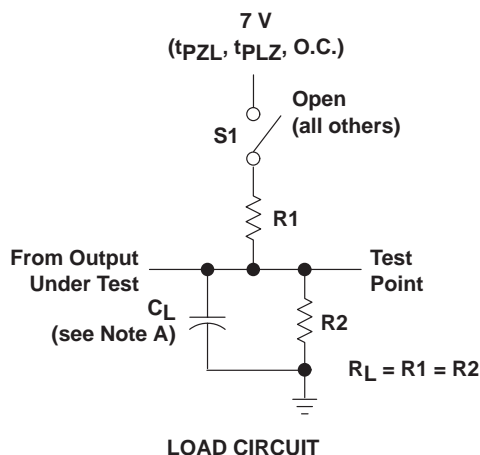 7 V
(tPZL, tPLZ, O.C.)
Open
(all others)
S1
R1
From Output
Under Test
Test
Point
CL
(see Note A)
R2
RL = R1 = R2
LOAD CIRCUIT